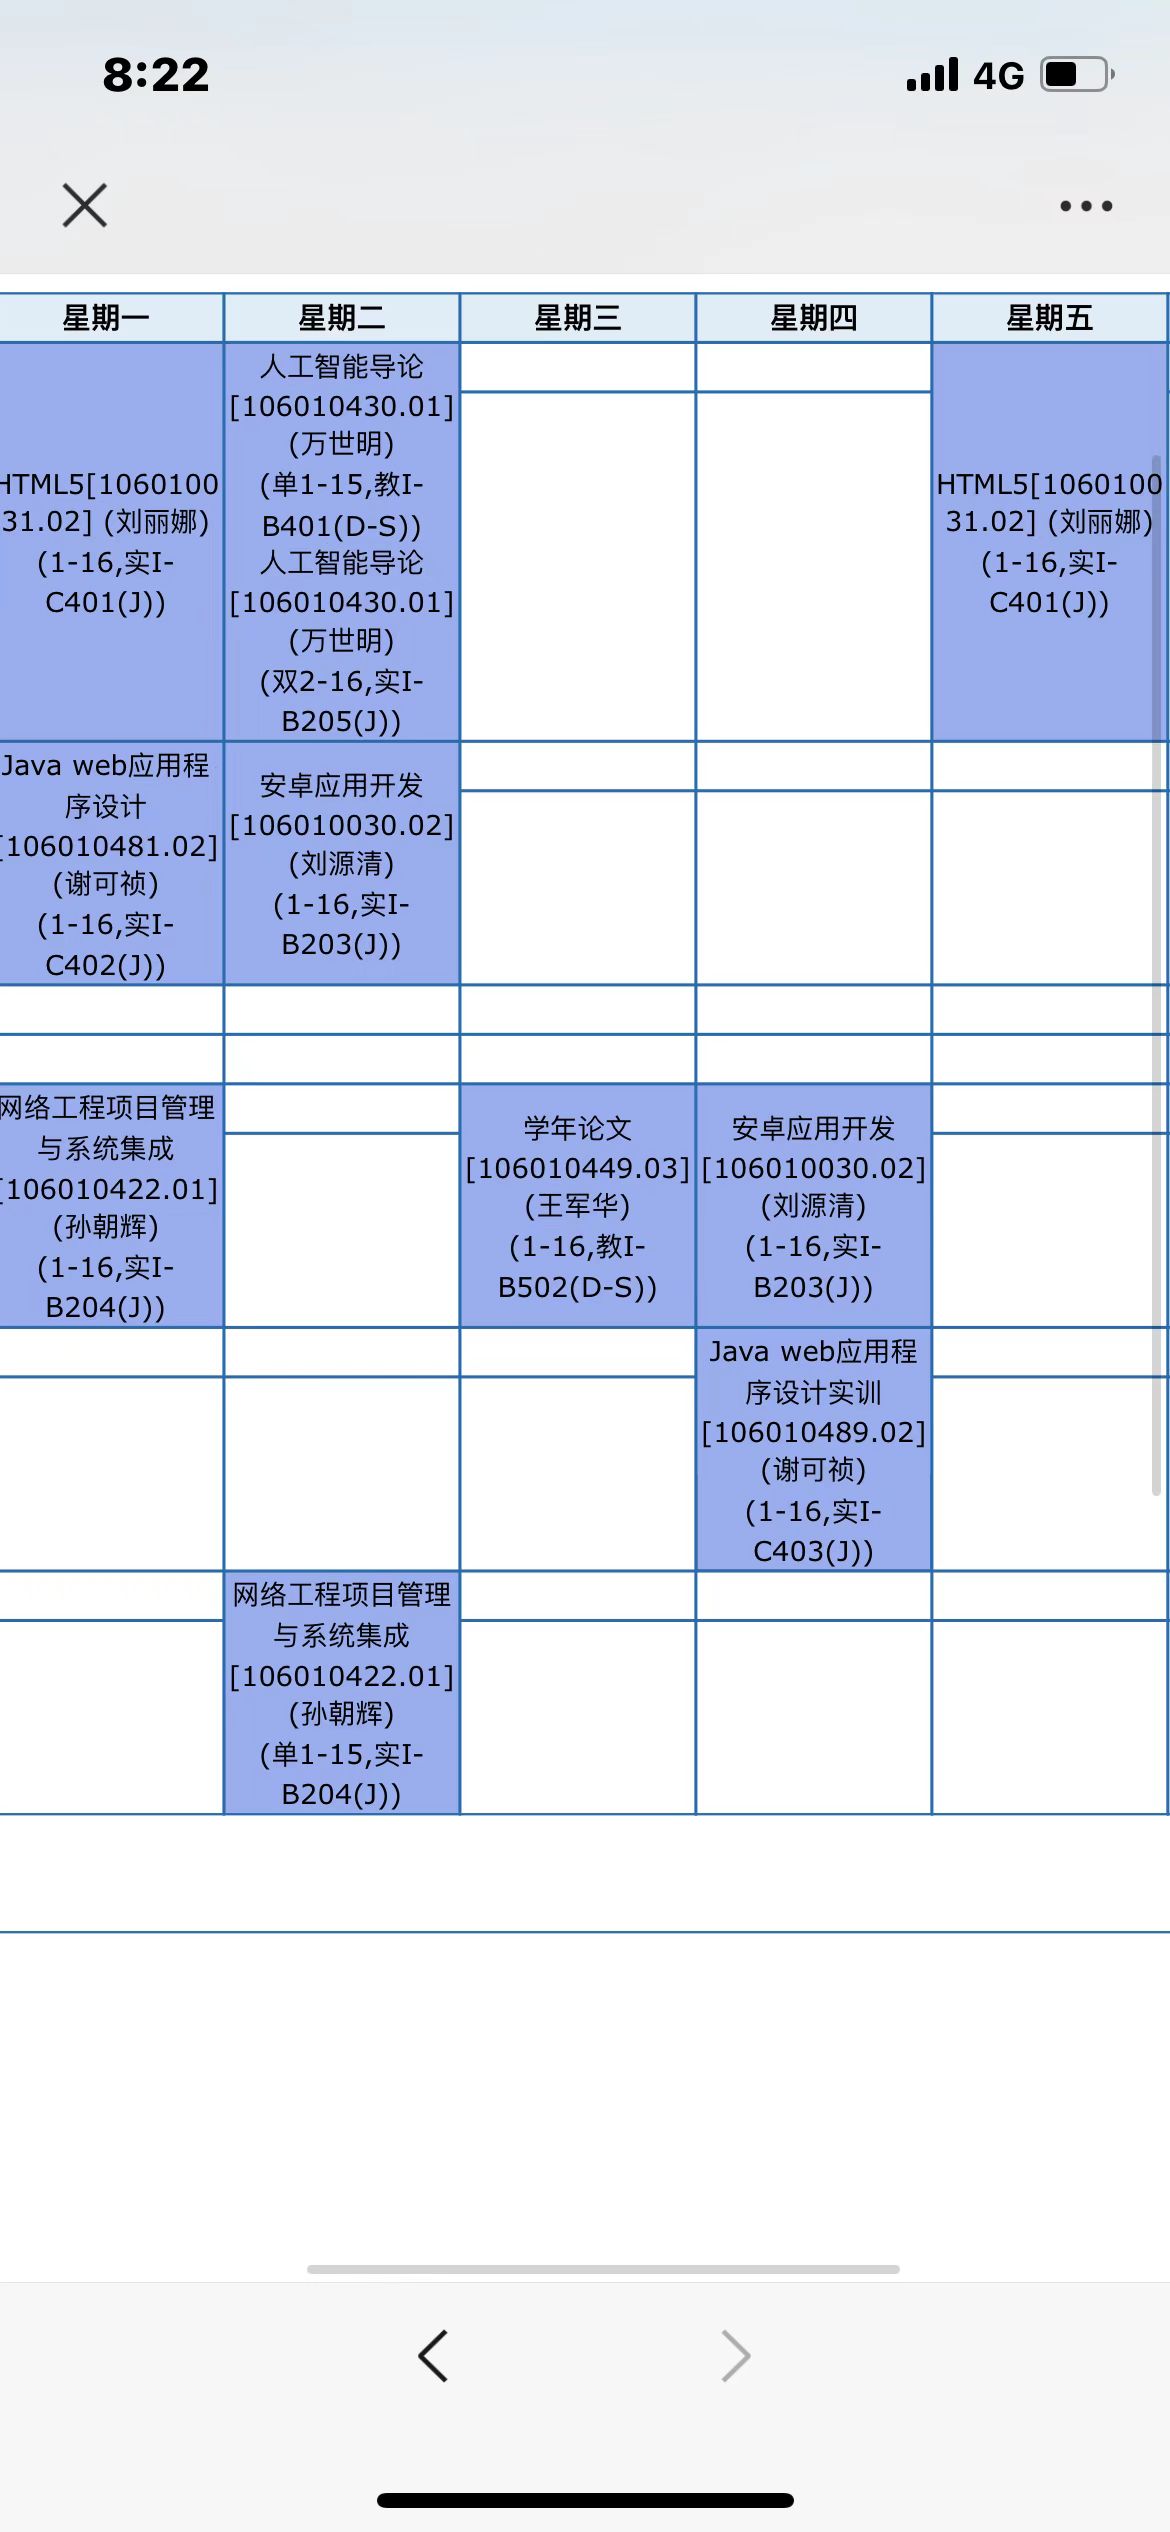 8:22
4G
星期一
星期二
星期三
星期四
星期五
HTML5[1060100
31.02] (刘丽娜)
(1-16,实I-
C401(J))
人工智能导论
[106010430.01]
(万世明)
(单1-15,教I-
B401(D-S))
人工智能导论
[106010430.01]
(万世明)
(双2-16,实I-
B205(J))
HTML5[1060100
31.02] (刘丽娜)
(1-16,实I-
C401(J))
Java web应用程
序设计
[106010481.02]
(谢可祯)
(1-16,实I-
C402(J))
安卓应用开发
[106010030.02]
(刘源清)
(1-16,实I-
B203(J))
网络工程项目管理
与系统集成
[106010422.01]
(孙朝辉)
(1-16,实I-
B204(J))
学年论文
[106010449.03]
(王军华)
(1-16,教I-
B502(D-S))
安卓应用开发
[106010030.02]
(刘源清)
(1-16,实I-
B203(J))
Java web应用程
序设计实训
[106010489.02]
(谢可祯)
(1-16,实I-
C403(J))
网络工程项目管理
与系统集成
[106010422.01]
(孙朝辉)
(单1-15,实I-
B204(J))